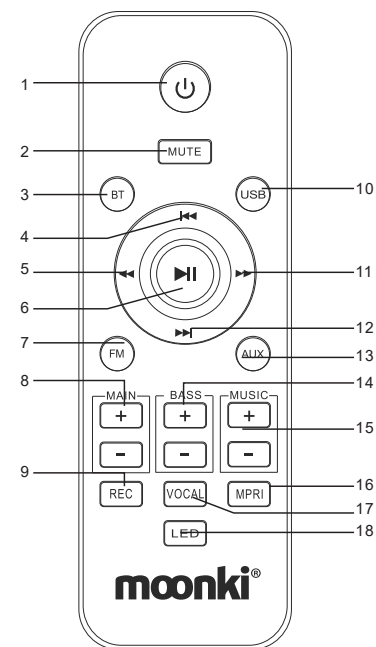 1
2 MUTE
3 BT USB 10
4
5 11
6
7 12
FM AUX 13
8 MAIN BASS MUSIC 14
+ + +
15
- - -
9 REC VOCAL MPRI 16
17
LED 18
moonki®